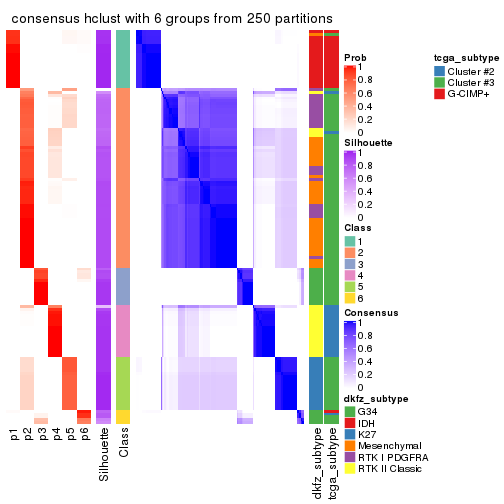 consensus hclust with 6 groups from 250 partitions
Prob
1
0.8
0.6
0.4
0.2
0
Silhouette
1
0.8
0.6
0.4
0.2
0
Class
1
2
3
4
5
6
Consensus
1
0.8
0.6
0.4
0.2
0
dkfz_subtype
G34
IDH
K27
Mesenchymal
RTK I PDGFRA
RTK II Classic
tcga_subtype
Cluster #2
Cluster #3
G-CIMP+
p1
p2
p3
p4
p5
p6
Silhouette
Class
dkfz_subtype
tcga_subtype